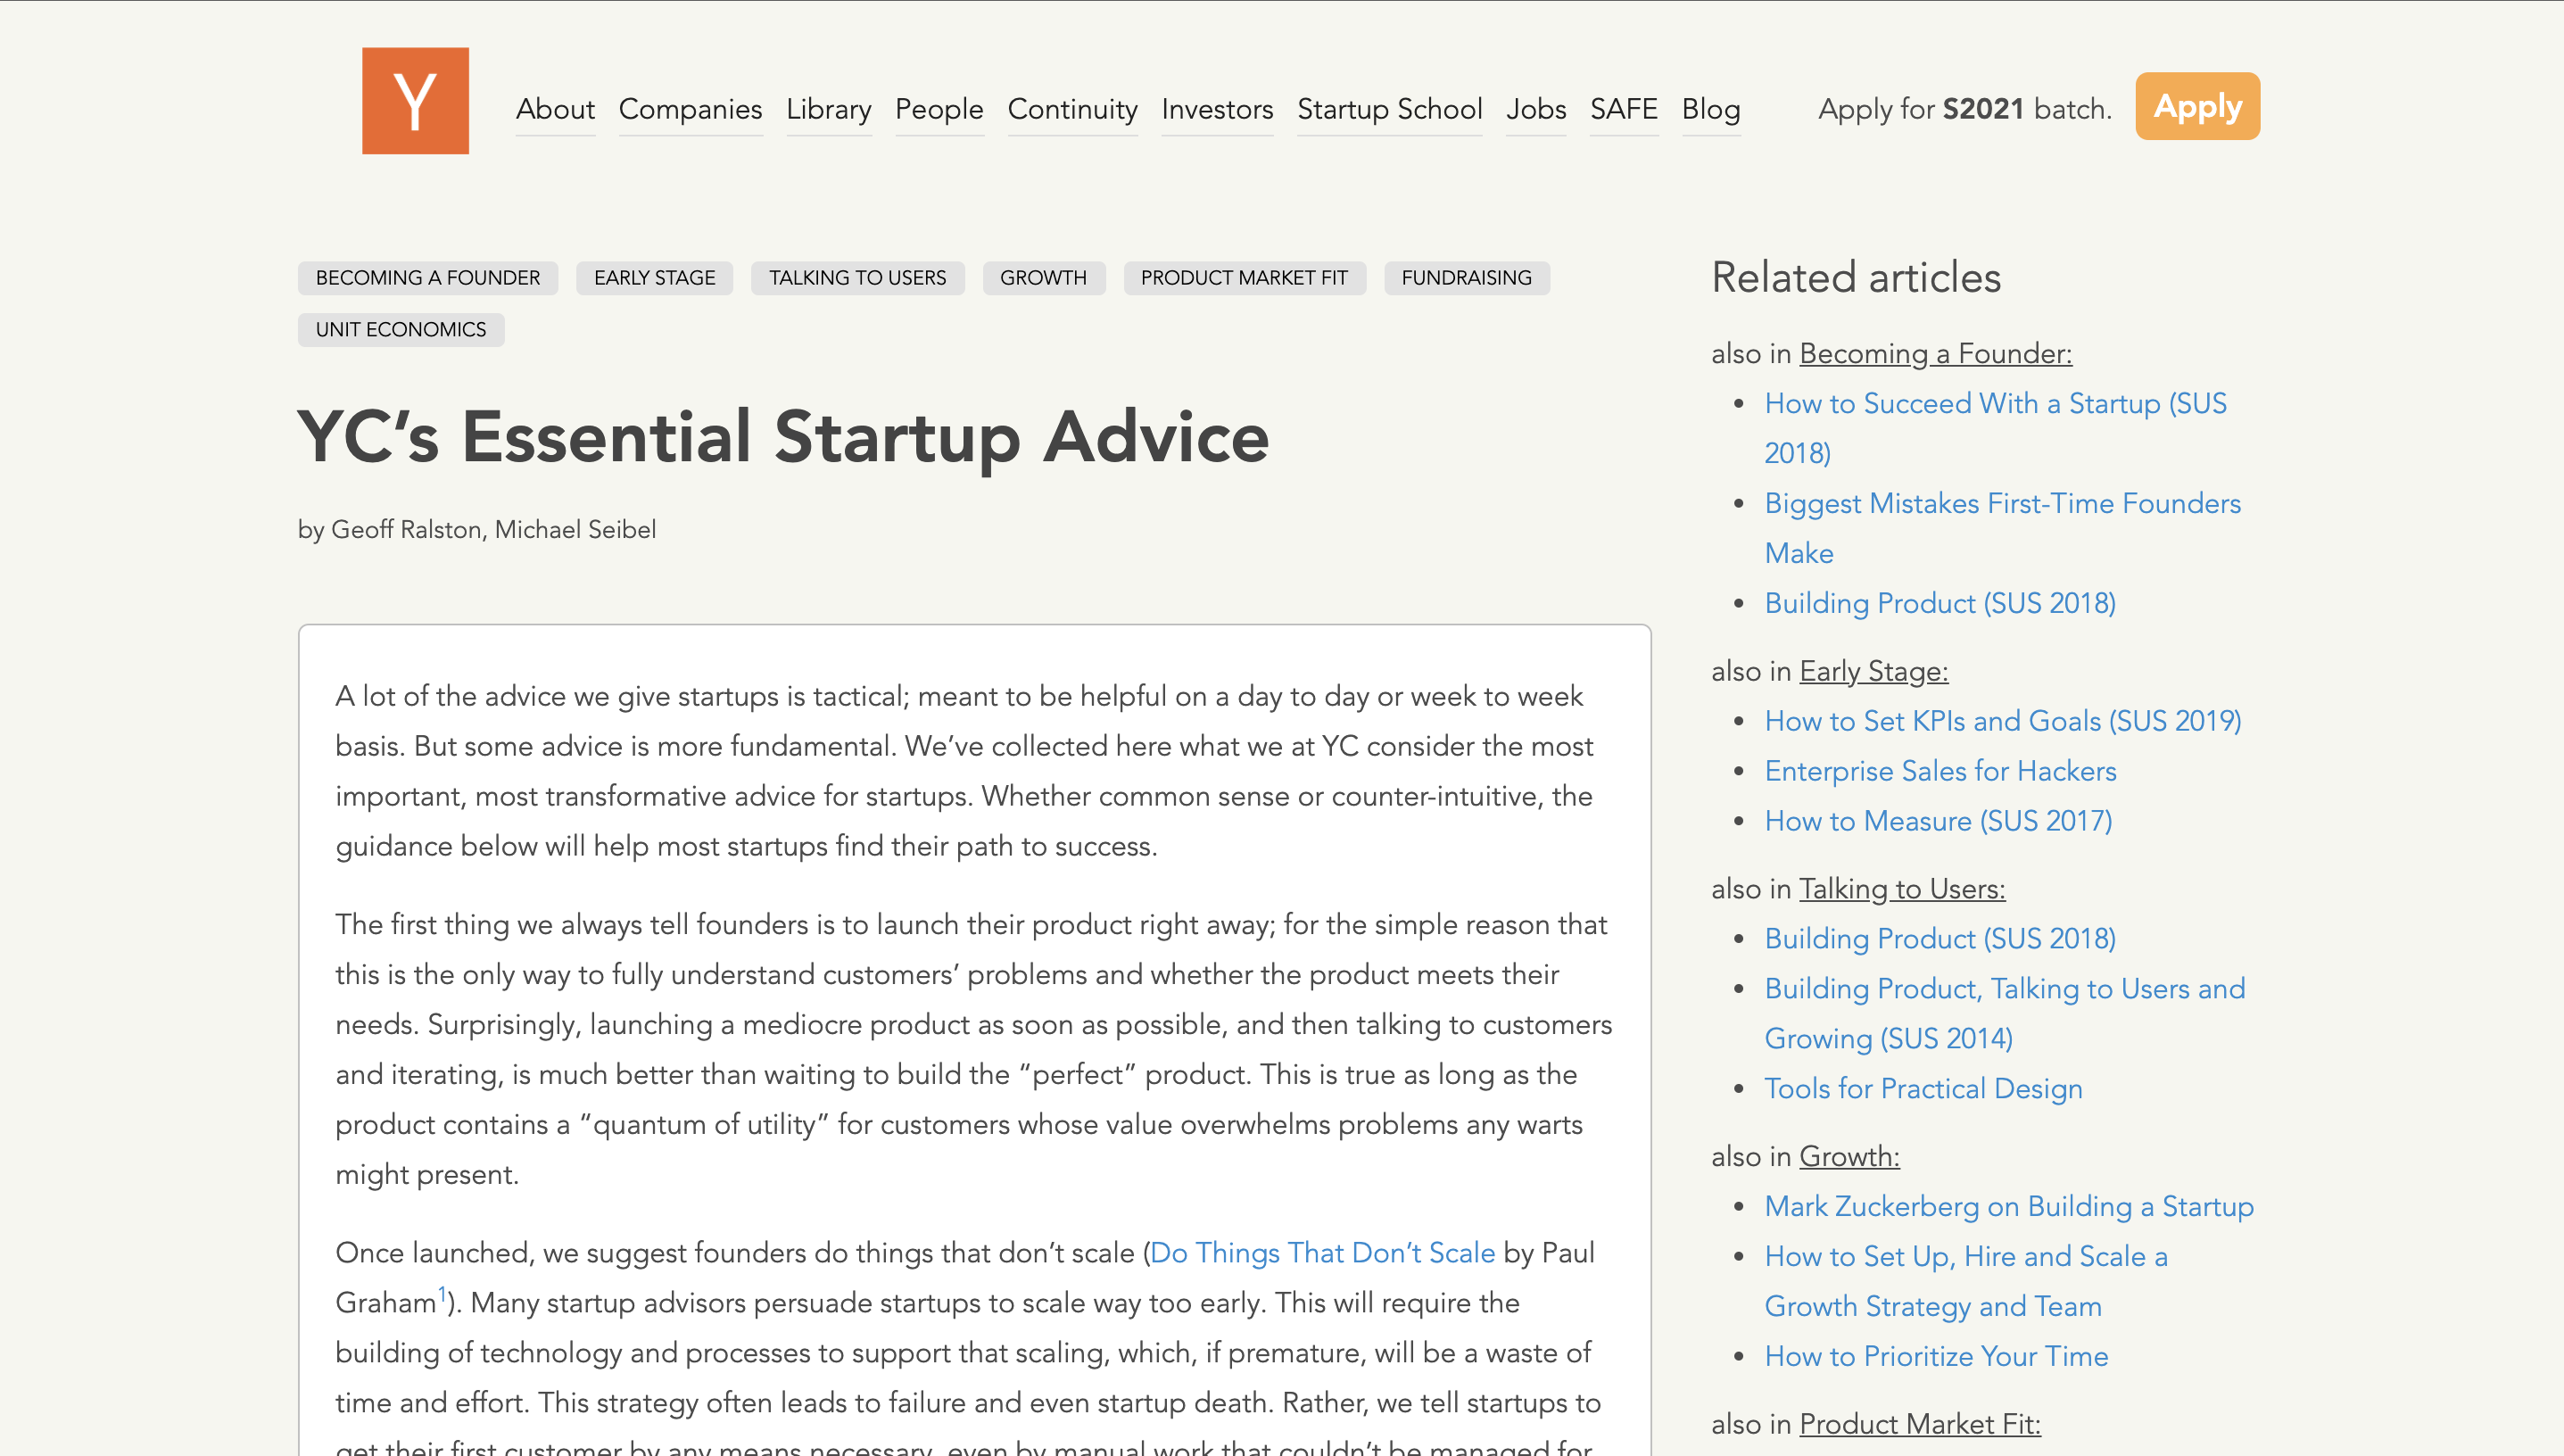 Y
About Companies Library People Continuity Investors Startup School Jobs SAFE Blog
Apply for S2021 batch. Apply
BECOMING A FOUNDER EARLY STAGE TALKING TO USERS GROWTH PRODUCT MARKET FIT FUNDRAISING
UNIT ECONOMICS
YC’s Essential Startup Advice
by Geoff Ralston, Michael Seibel
A lot of the advice we give startups is tactical; meant to be helpful on a day to day or week to week
basis. But some advice is more fundamental. We’ve collected here what we at YC consider the most
important, most transformative advice for startups. Whether common sense or counter-intuitive, the
guidance below will help most startups find their path to success.
The first thing we always tell founders is to launch their product right away; for the simple reason that
this is the only way to fully understand customers’ problems and whether the product meets their
needs. Surprisingly, launching a mediocre product as soon as possible, and then talking to customers
and iterating, is much better than waiting to build the “perfect” product. This is true as long as the
product contains a “quantum of utility” for customers whose value overwhelms problems any warts
might present.
Once launched, we suggest founders do things that don’t scale (Do Things That Don’t Scale by Paul
Graham1). Many startup advisors persuade startups to scale way too early. This will require the
building of technology and processes to support that scaling, which, if premature, will be a waste of
time and effort. This strategy often leads to failure and even startup death. Rather, we tell startups to
get their first customer by any means necessary, even by manual work that couldn’t be managed for
Related articles
also in Becoming a Founder:
• How to Succeed With a Startup (SUS
2018)
• Biggest Mistakes First-Time Founders
Make
• Building Product (SUS 2018)
also in Early Stage:
• How to Set KPIs and Goals (SUS 2019)
• Enterprise Sales for Hackers
• How to Measure (SUS 2017)
also in Talking to Users:
• Building Product (SUS 2018)
• Building Product, Talking to Users and
Growing (SUS 2014)
• Tools for Practical Design
also in Growth:
• Mark Zuckerberg on Building a Startup
• How to Set Up, Hire and Scale a
Growth Strategy and Team
• How to Prioritize Your Time
also in Product Market Fit: